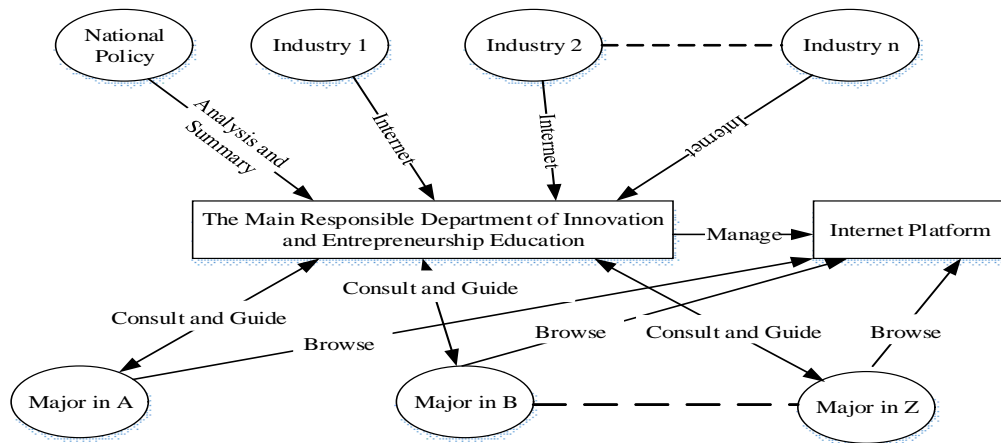 National
Policy
Industry 1
Industry 2
Industry n
Analysis and
Summary
Internet
Internet
Internet
The Main Responsible Department of Innovation
and Entrepreneurship Education
Manage
Internet Platform
Consult and Guide
Consult and Guide
Consult and Guide
Browse
Browse
Browse
Major in A
Major in B
Major in Z